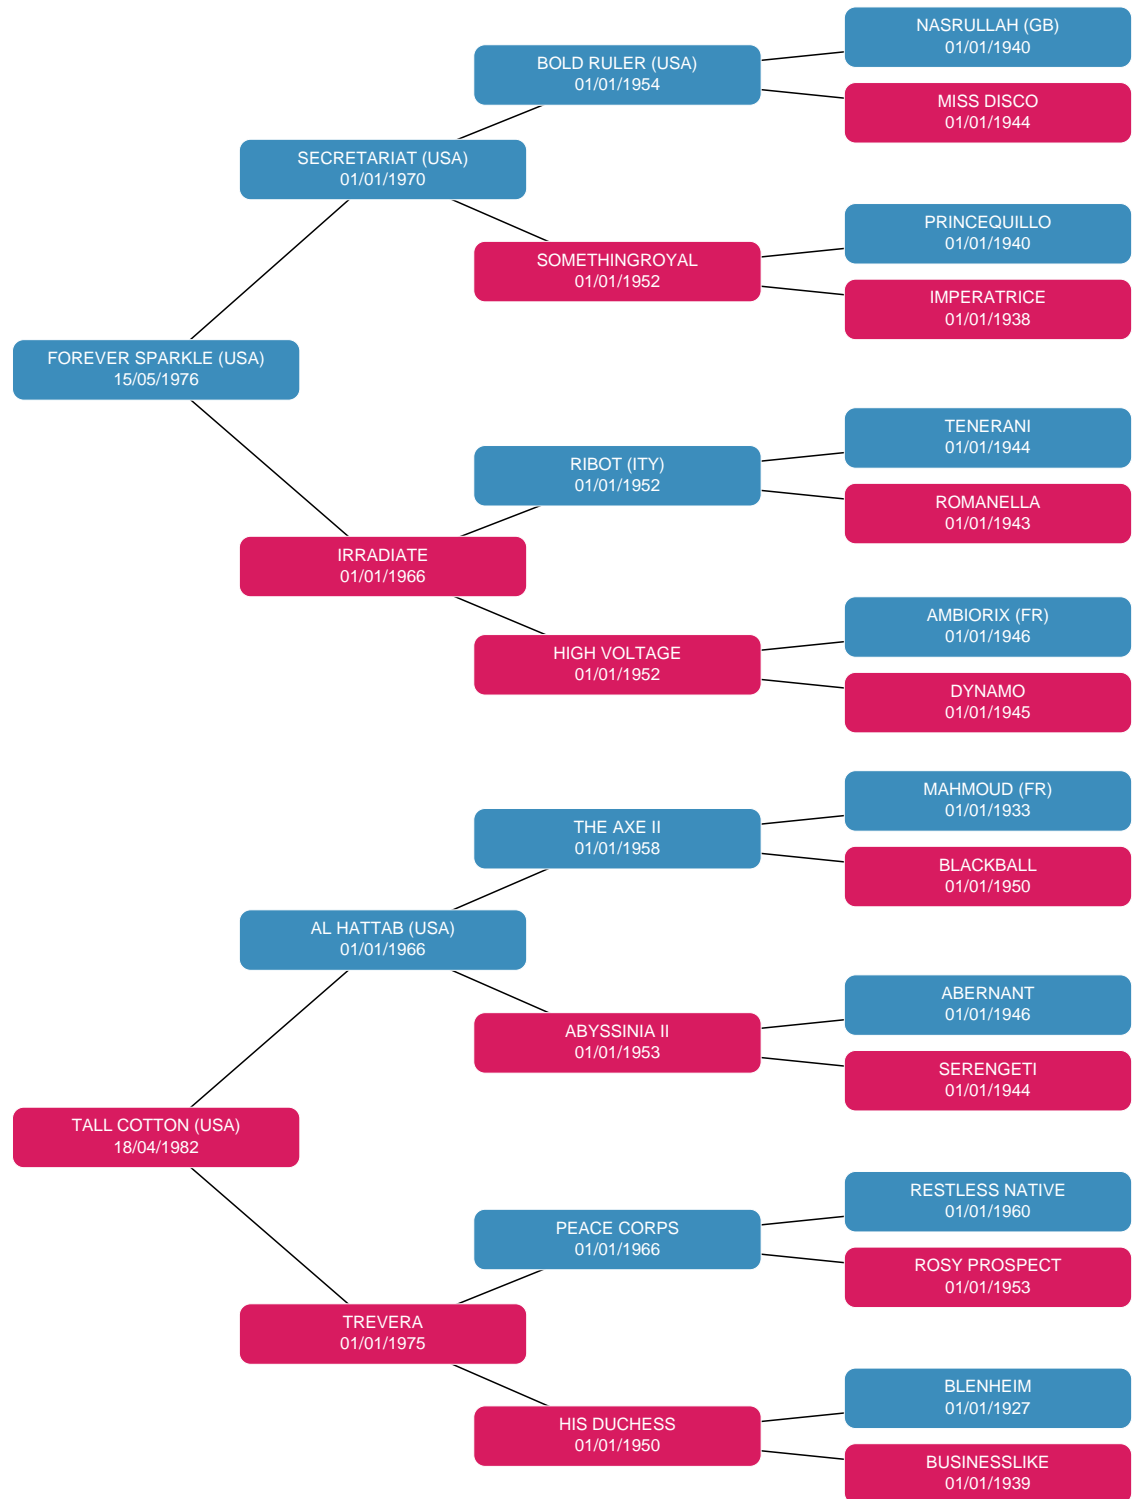 NASRULLAH (GB)
01/01/1940
BOLD RULER (USA)
01/01/1954
MISS DISCO
01/01/1944
SECRETARIAT (USA)
01/01/1970
PRINCEQUILLO
01/01/1940
SOMETHINGROYAL
01/01/1952
IMPERATRICE
01/01/1938
FOREVER SPARKLE (USA)
15/05/1976
TENERANI
01/01/1944
RIBOT (ITY)
01/01/1952
ROMANELLA
01/01/1943
IRRADIATE
01/01/1966
AMBIORIX (FR)
01/01/1946
HIGH VOLTAGE
01/01/1952
DYNAMO
01/01/1945
MAHMOUD (FR)
01/01/1933
THE AXE II
01/01/1958
BLACKBALL
01/01/1950
AL HATTAB (USA)
01/01/1966
ABERNANT
01/01/1946
ABYSSINIA II
01/01/1953
SERENGETI
01/01/1944
TALL COTTON (USA)
18/04/1982
RESTLESS NATIVE
01/01/1960
PEACE CORPS
01/01/1966
ROSY PROSPECT
01/01/1953
TREVERA
01/01/1975
BLENHEIM
01/01/1927
HIS DUCHESS
01/01/1950
BUSINESSLIKE
01/01/1939